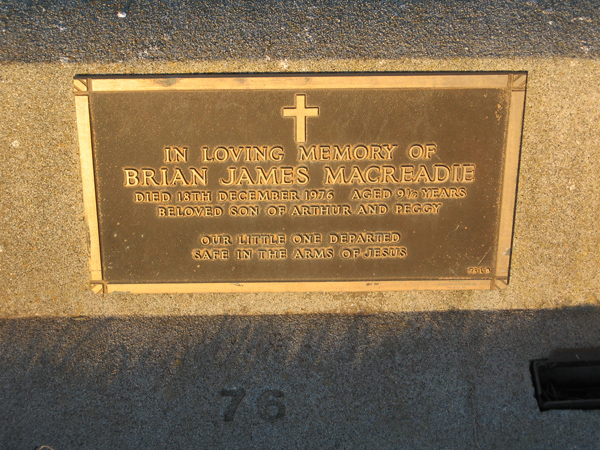 IN LOVING MEMORY OF
BRIAN JAMES MACREADIE
DIED 13TH DECEMBER 1976 AGED 9½ YEARS
BELOVED SON OF ARTHUR AND PEGGY
OUR LITTLE ONE DEPARTED
SAFE IN THE ARMS OF JESUS
76